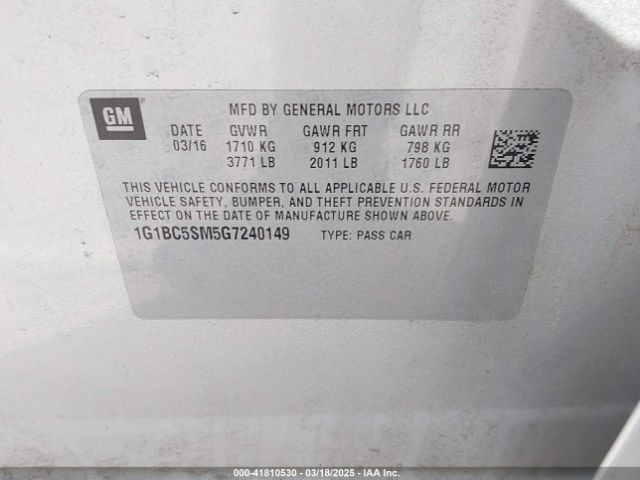 GM
MFD BY GENERAL MOTORS LLC
DATE GVWR GAWR FRT GAWR RR
03/16 1710 KG 912 KG 798 KG
3771 LB 2011 LB 1760 LB
THIS VEHICLE CONFORMS TO ALL APPLICABLE U.S. FEDERAL MOTOR
VEHICLE SAFETY, BUMPER, AND THEFT PREVENTION STANDARDS IN
EFFECT ON THE DATE OF MANUFACTURE SHOWN ABOVE.
1G1BC5SM5G7240149 TYPE: PASS CAR
000-41810530 - 03/18/2025 - IAA Inc.